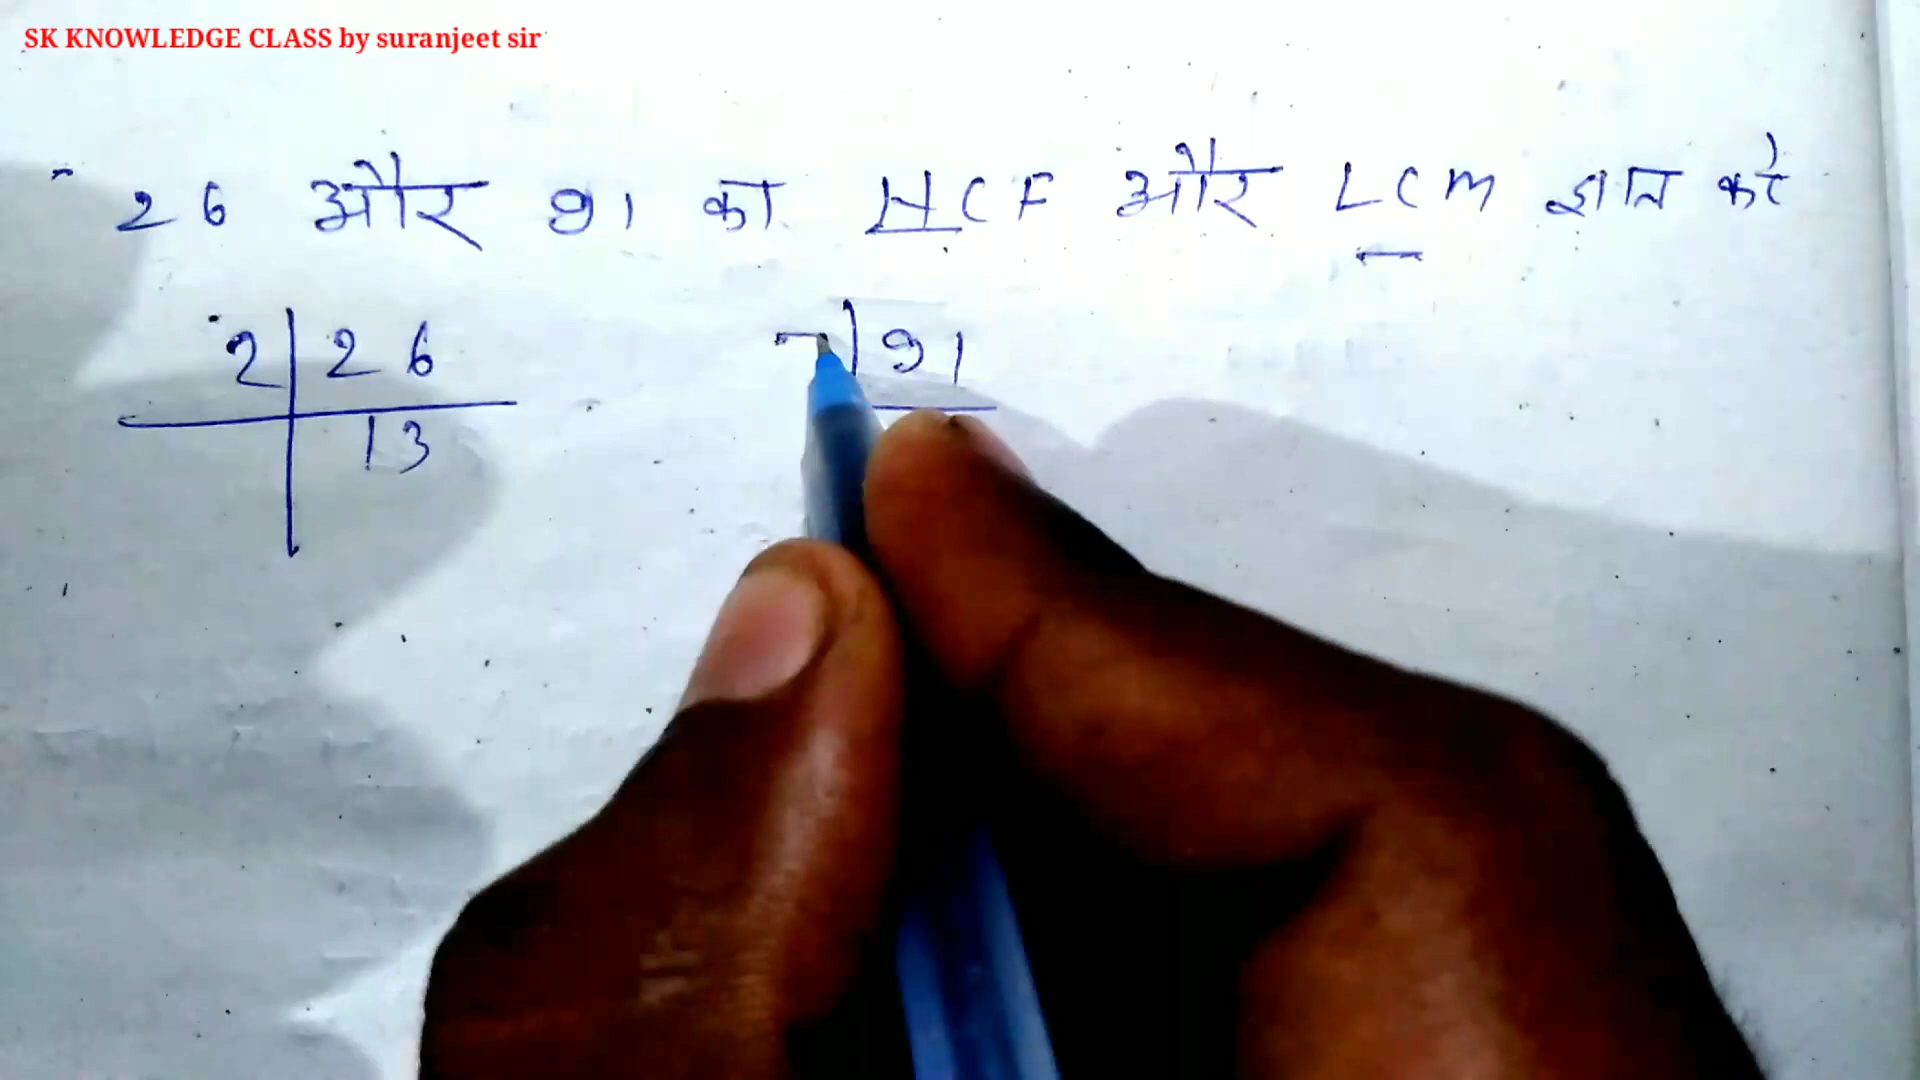 SK KNOWLEDGE CLASS by suranjeet sir
26 और 91 का HCF और LCM ज्ञात करे
2 | 26 7 | 91
13